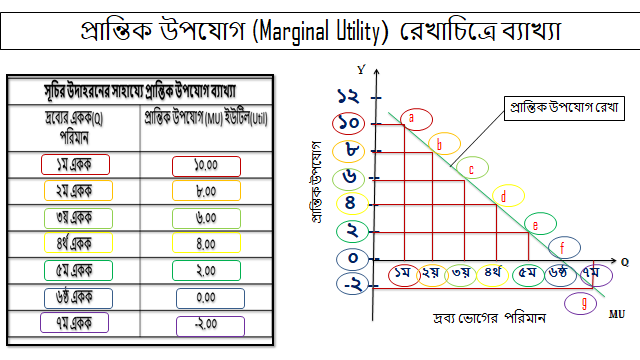 প্রান্তিক উপযোগ (Marginal Utility) রেখাচিত্রে ব্যাখ্যা
সূচির উদাহরনের সাহায্যে প্রান্তিক উপযোগ ব্যাখ্যা
দ্রব্যের একক(Q) পরিমান
প্রান্তিক উপযোগ (MU) ইউটিল(Util)
১ম একক ১০.০০
২ম একক ৮.০০
৩য় একক ৬.০০
৪র্থ একক ৪.০০
৫ম একক ২.০০
৬ষ্ঠ একক ০.০০
৭ম একক -২.০০
Y
প্রান্তিক উপযোগ
১২
১০
৮
৬
৪
২
০
-২
a
b
c
d
e
f
g
প্রান্তিক উপযোগ রেখা
১ম ২য় ৩য় ৪র্থ ৫ম ৬ষ্ঠ ৭ম
Q
দ্রব্য ভোগের পরিমান
MU